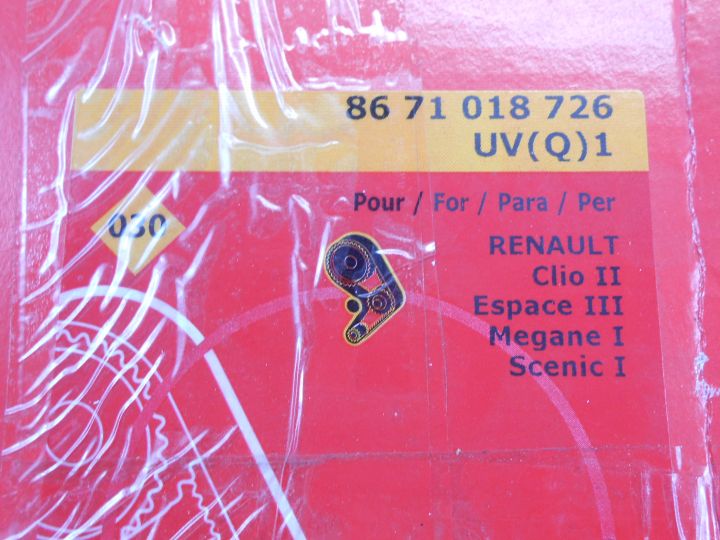 86 71 018 726
UV(Q)1
030
Pour / For / Para / Per
RENAULT
Clio II
Espace III
Megane I
Scenic I